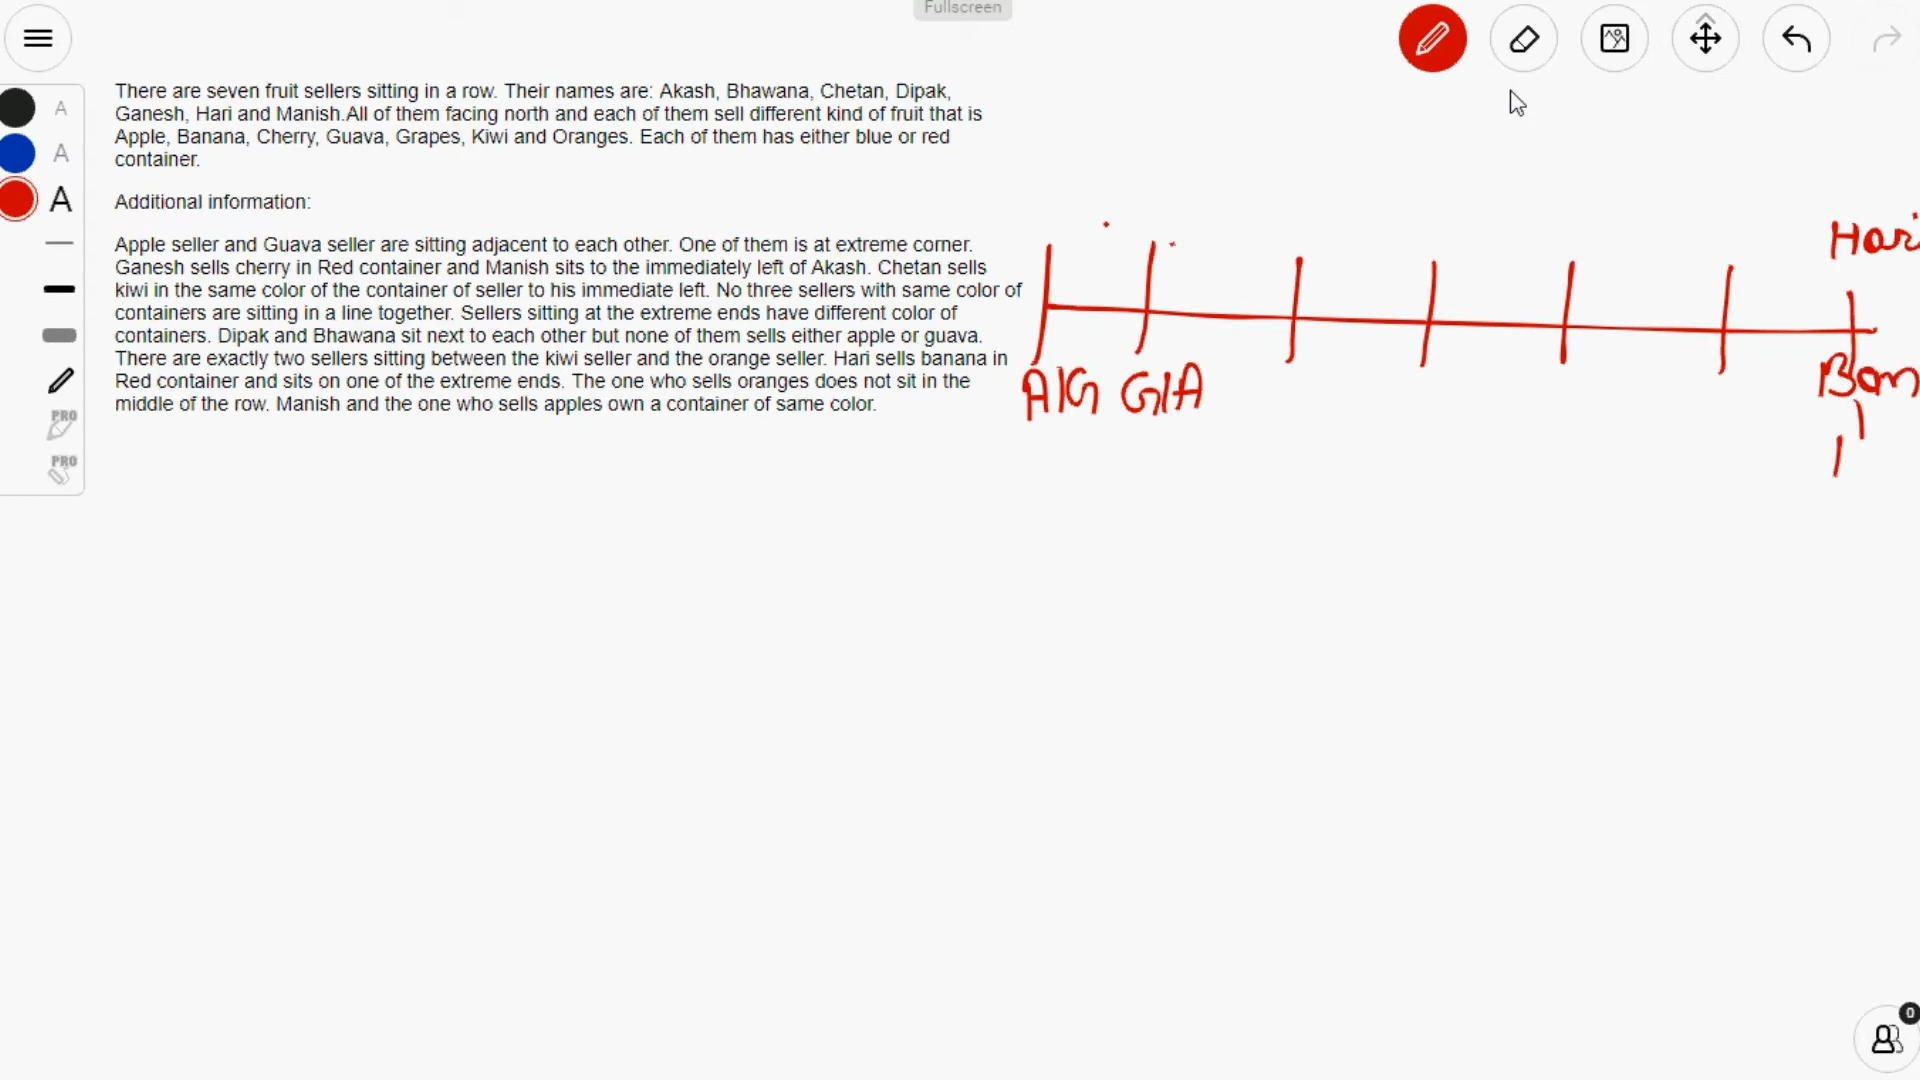 Fullscreen
There are seven fruit sellers sitting in a row. Their names are: Akash, Bhawana, Chetan, Dipak,
Ganesh, Hari and Manish.All of them facing north and each of them sell different kind of fruit that is
Apple, Banana, Cherry, Guava, Grapes, Kiwi and Oranges. Each of them has either blue or red
container.
Additional information:
Apple seller and Guava seller are sitting adjacent to each other. One of them is at extreme corner.
Ganesh sells cherry in Red container and Manish sits to the immediately left of Akash. Chetan sells
kiwi in the same color of the container of seller to his immediate left. No three sellers with same color of
containers are sitting in a line together. Sellers sitting at the extreme ends have different color of
containers. Dipak and Bhawana sit next to each other but none of them sells either apple or guava.
There are exactly two sellers sitting between the kiwi seller and the orange seller. Hari sells banana in
Red container and sits on one of the extreme ends. The one who sells oranges does not sit in the
middle of the row. Manish and the one who sells apples own a container of same color.
A
A
A
PRO
PRO
Hari
A/G G/A
Ban
0